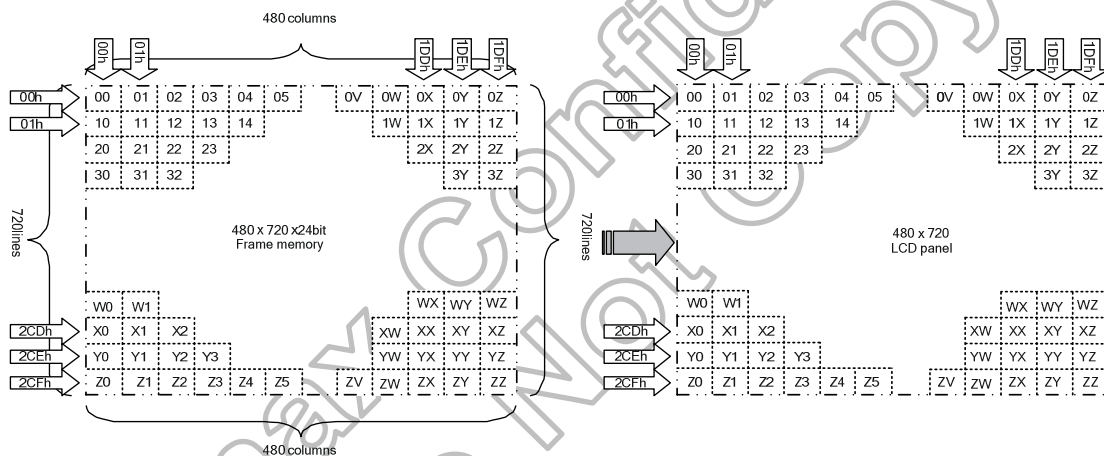 480 columns
00h 01h 1DDh 1DEh 1DFh 00h 01h 1DDh 1DEh 1DFh
00h 00 01 02 03 04 05 0V 0W 0X 0Y 0Z 00h 00 01 02 03 04 05 0V 0W 0X 0Y 0Z
01h 10 11 12 13 14 1W 1X 1Y 1Z 01h 10 11 12 13 14 1W 1X 1Y 1Z
20 21 22 23 2X 2Y 2Z 20 21 22 23 2X 2Y 2Z
30 31 32 3Y 3Z 30 31 32 3Y 3Z
720lines 480 x 720 x24bit 720lines 480 x 720
Frame memory LCD panel
W0 W1 WX WY WZ W0 W1 WX WY WZ
2CDh X0 X1 X2 XW XX XY XZ 2CDh X0 X1 X2 XW XX XY XZ
2CEh Y0 Y1 Y2 Y3 YW YX YY YZ 2CEh Y0 Y1 Y2 Y3 YW YX YY YZ
2CFh Z0 Z1 Z2 Z3 Z4 Z5 ZV ZW ZX ZY ZZ 2CFh Z0 Z1 Z2 Z3 Z4 Z5 ZV ZW ZX ZY ZZ
480 columns